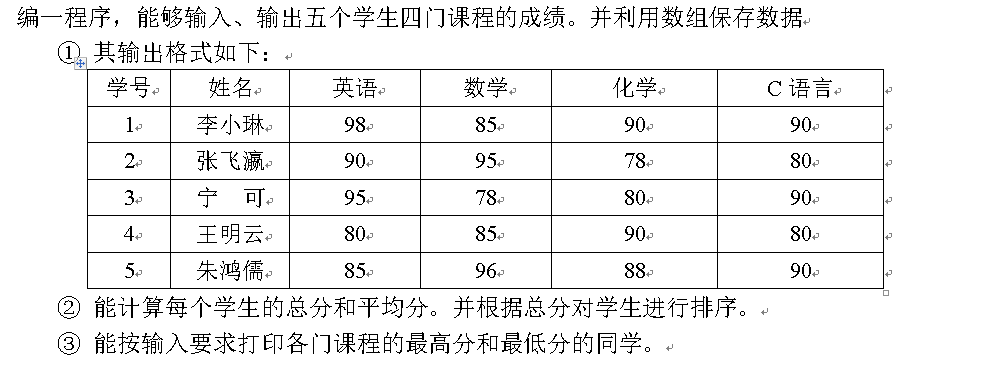 编一程序，能够输入、输出五个学生四门课程的成绩。并利用数组保存数据
① 其输出格式如下：
学号 姓名 英语 数学 化学 C 语言
1 李小琳 98 85 90 90
2 张飞瀛 90 95 78 80
3 宁 可 95 78 80 90
4 王明云 80 85 90 80
5 朱鸿儒 85 96 88 90
② 能计算每个学生的总分和平均分。并根据总分对学生进行排序。
③ 能按输入要求打印各门课程的最高分和最低分的同学。